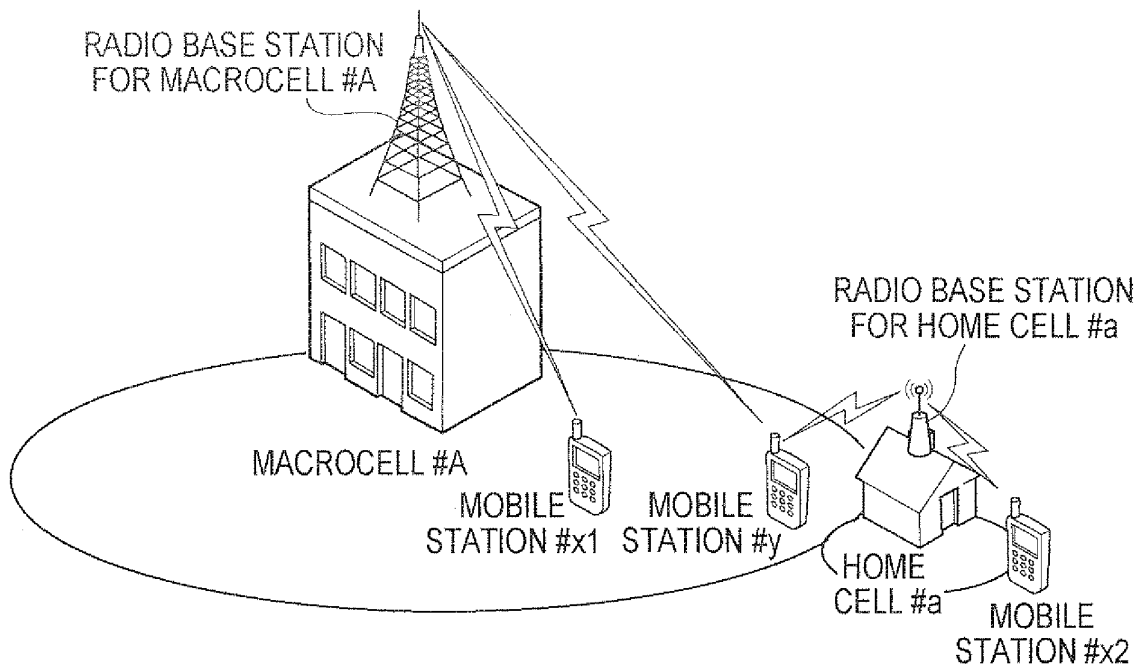 RADIO BASE STATION
FOR MACROCELL #A
RADIO BASE STATION
FOR HOME CELL #a
MACROCELL #A
MOBILE
STATION #x1
MOBILE
STATION #y
HOME
CELL #a
MOBILE
STATION #x2